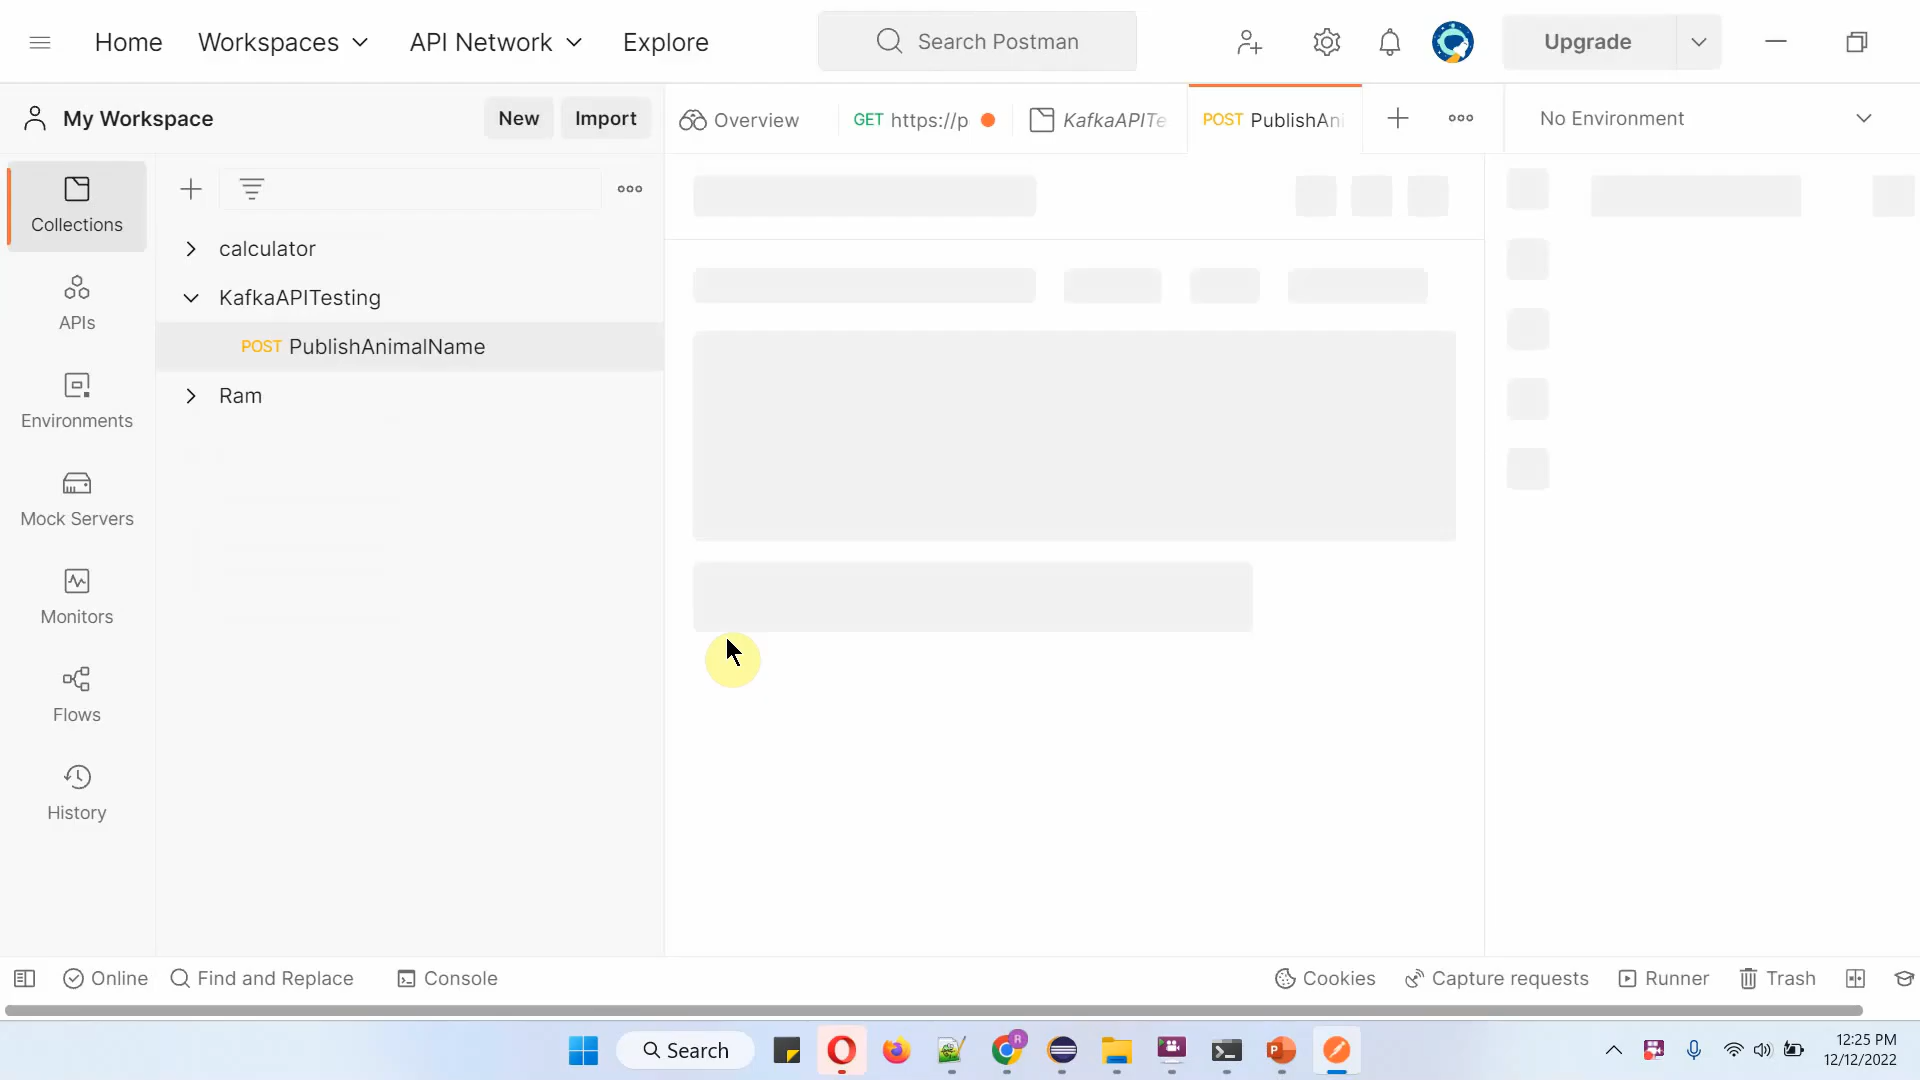 Home Workspaces API Network Explore Search Postman Upgrade
My Workspace New Import Overview GET https://p KafkaAPITe POST PublishAni No Environment
Collections
calculator
APIs
KafkaAPITesting
POST PublishAnimalName
Environments
Ram
Mock Servers
Monitors
Flows
History
Online Find and Replace Console Cookies Capture requests Runner Trash
Search R 12:25 PM
12/12/2022